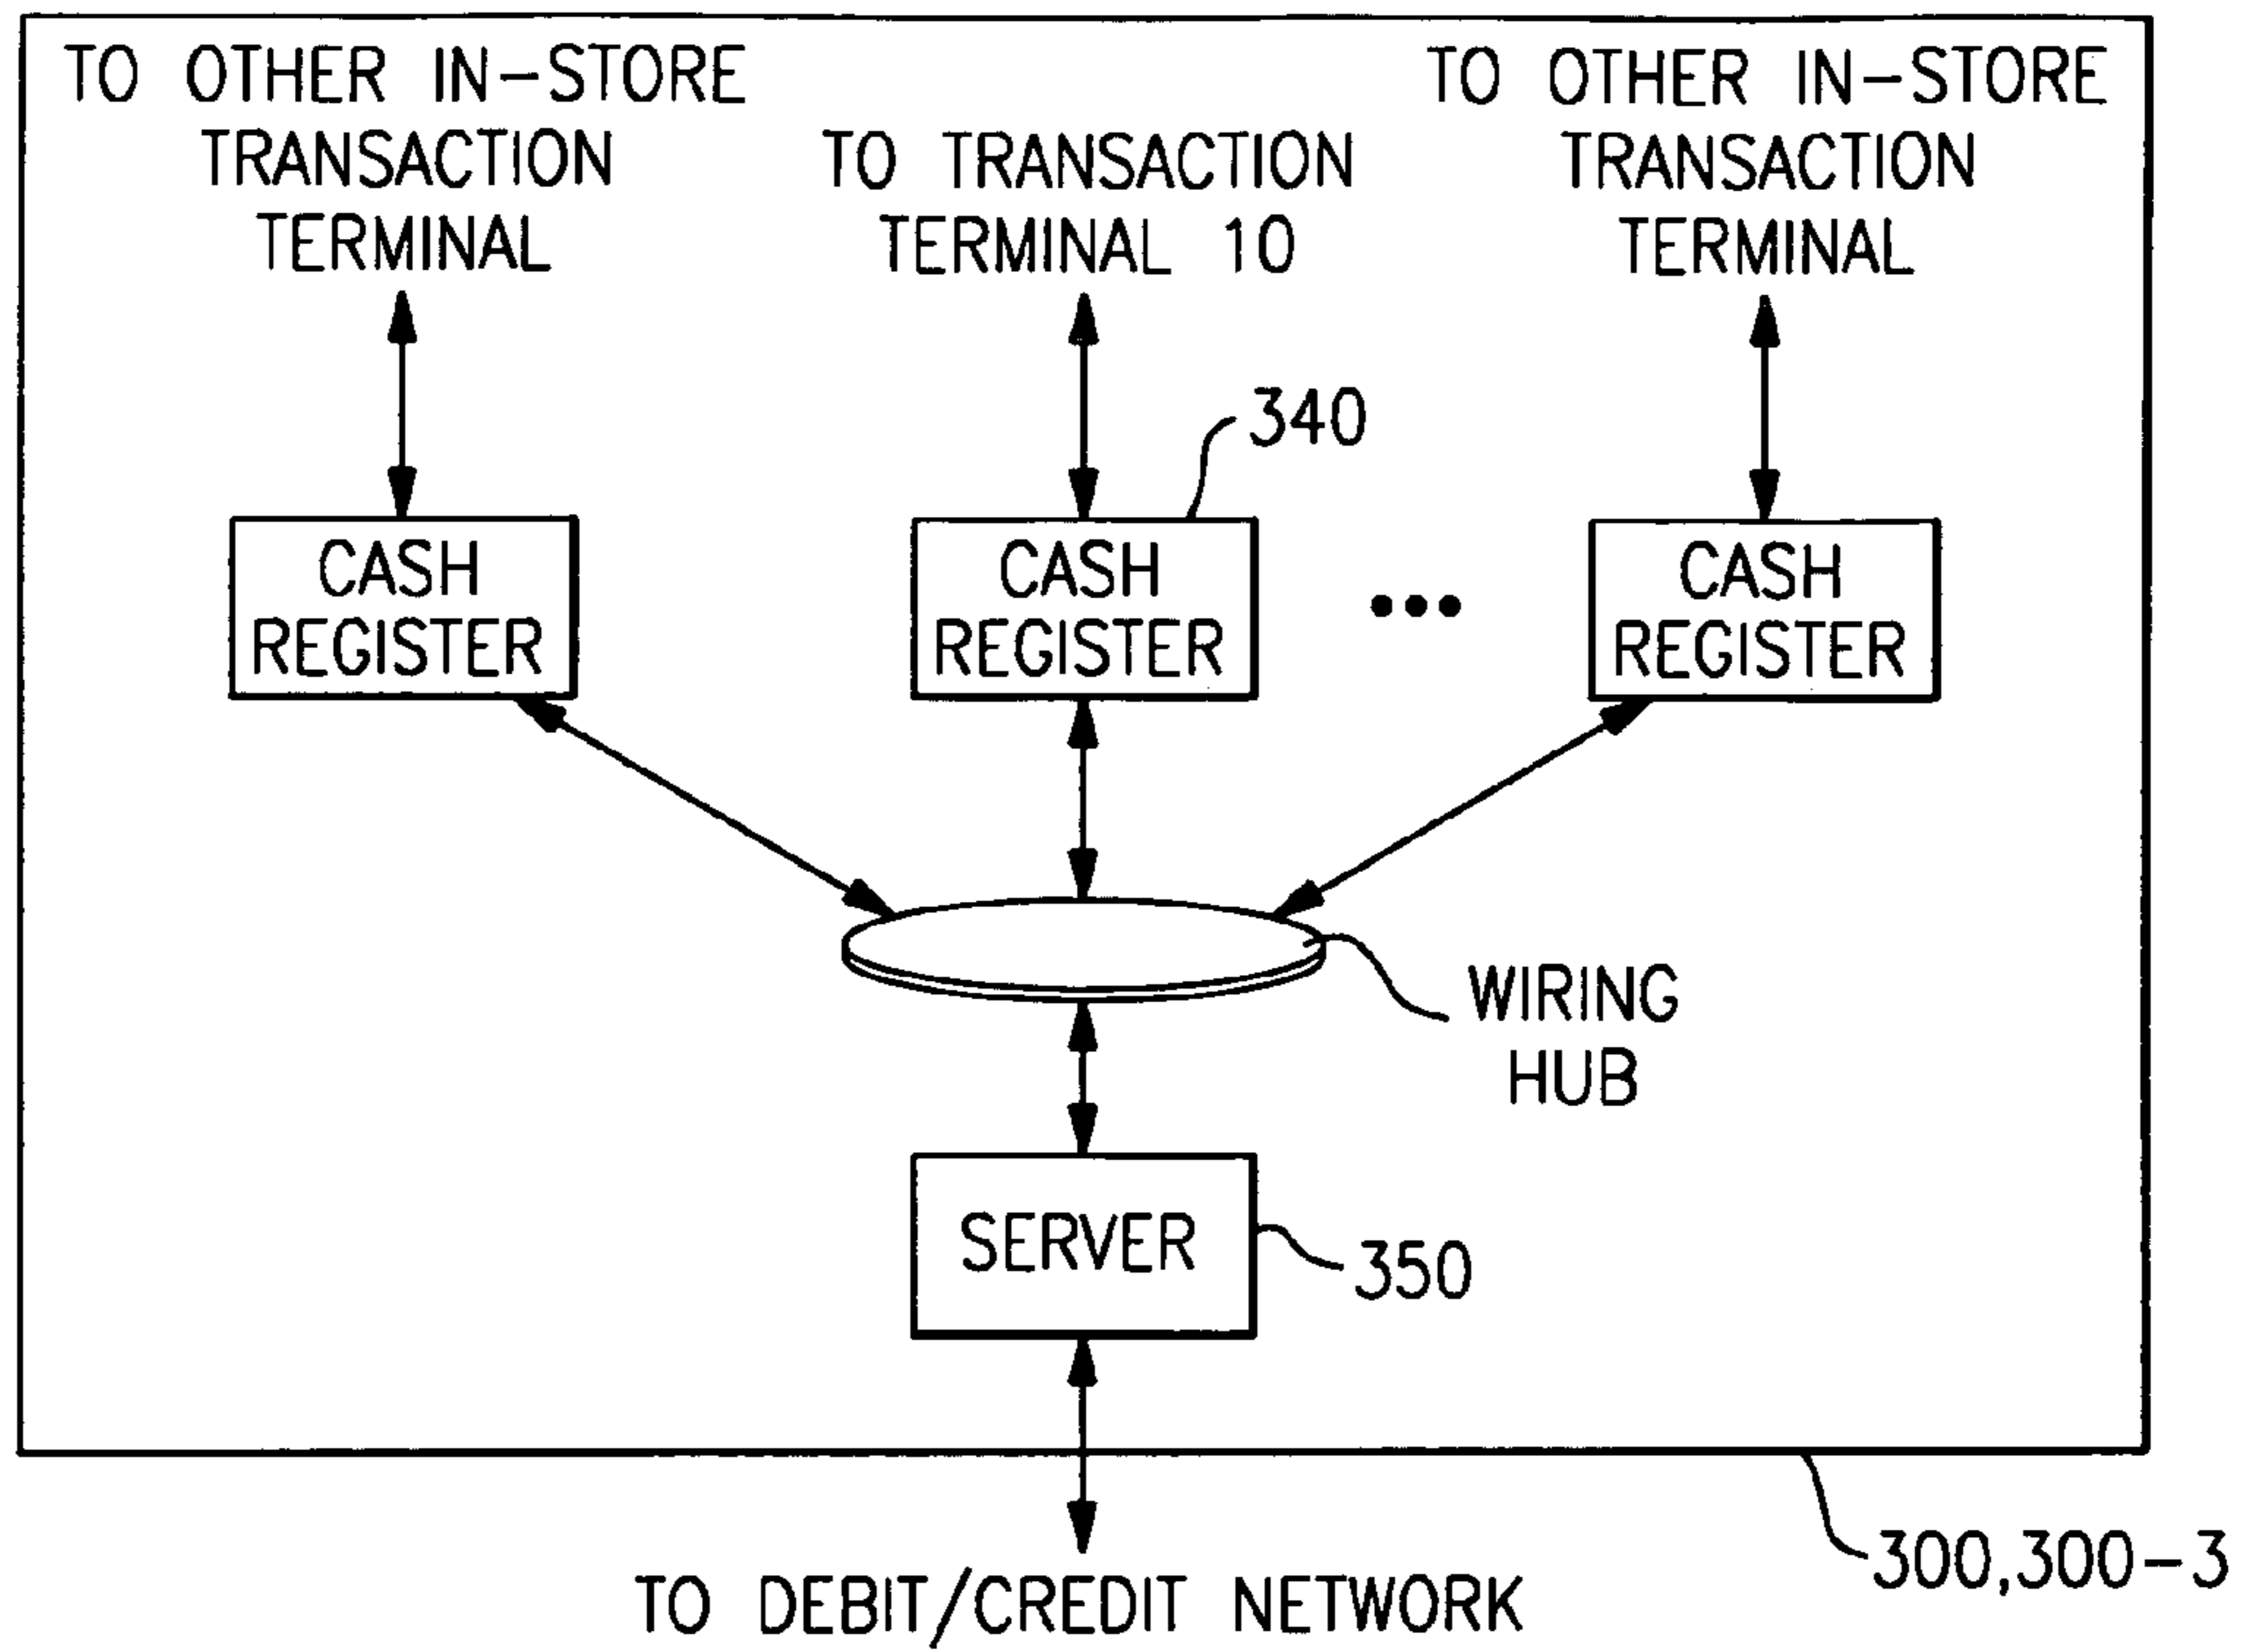 TO OTHER IN-STORE
TRANSACTION
TERMINAL
TO TRANSACTION
TERMINAL 10
TO OTHER IN-STORE
TRANSACTION
TERMINAL
340
CASH
REGISTER
CASH
REGISTER
CASH
REGISTER
WIRING
HUB
SERVER
350
300,300-3
TO DEBIT/CREDIT NETWORK